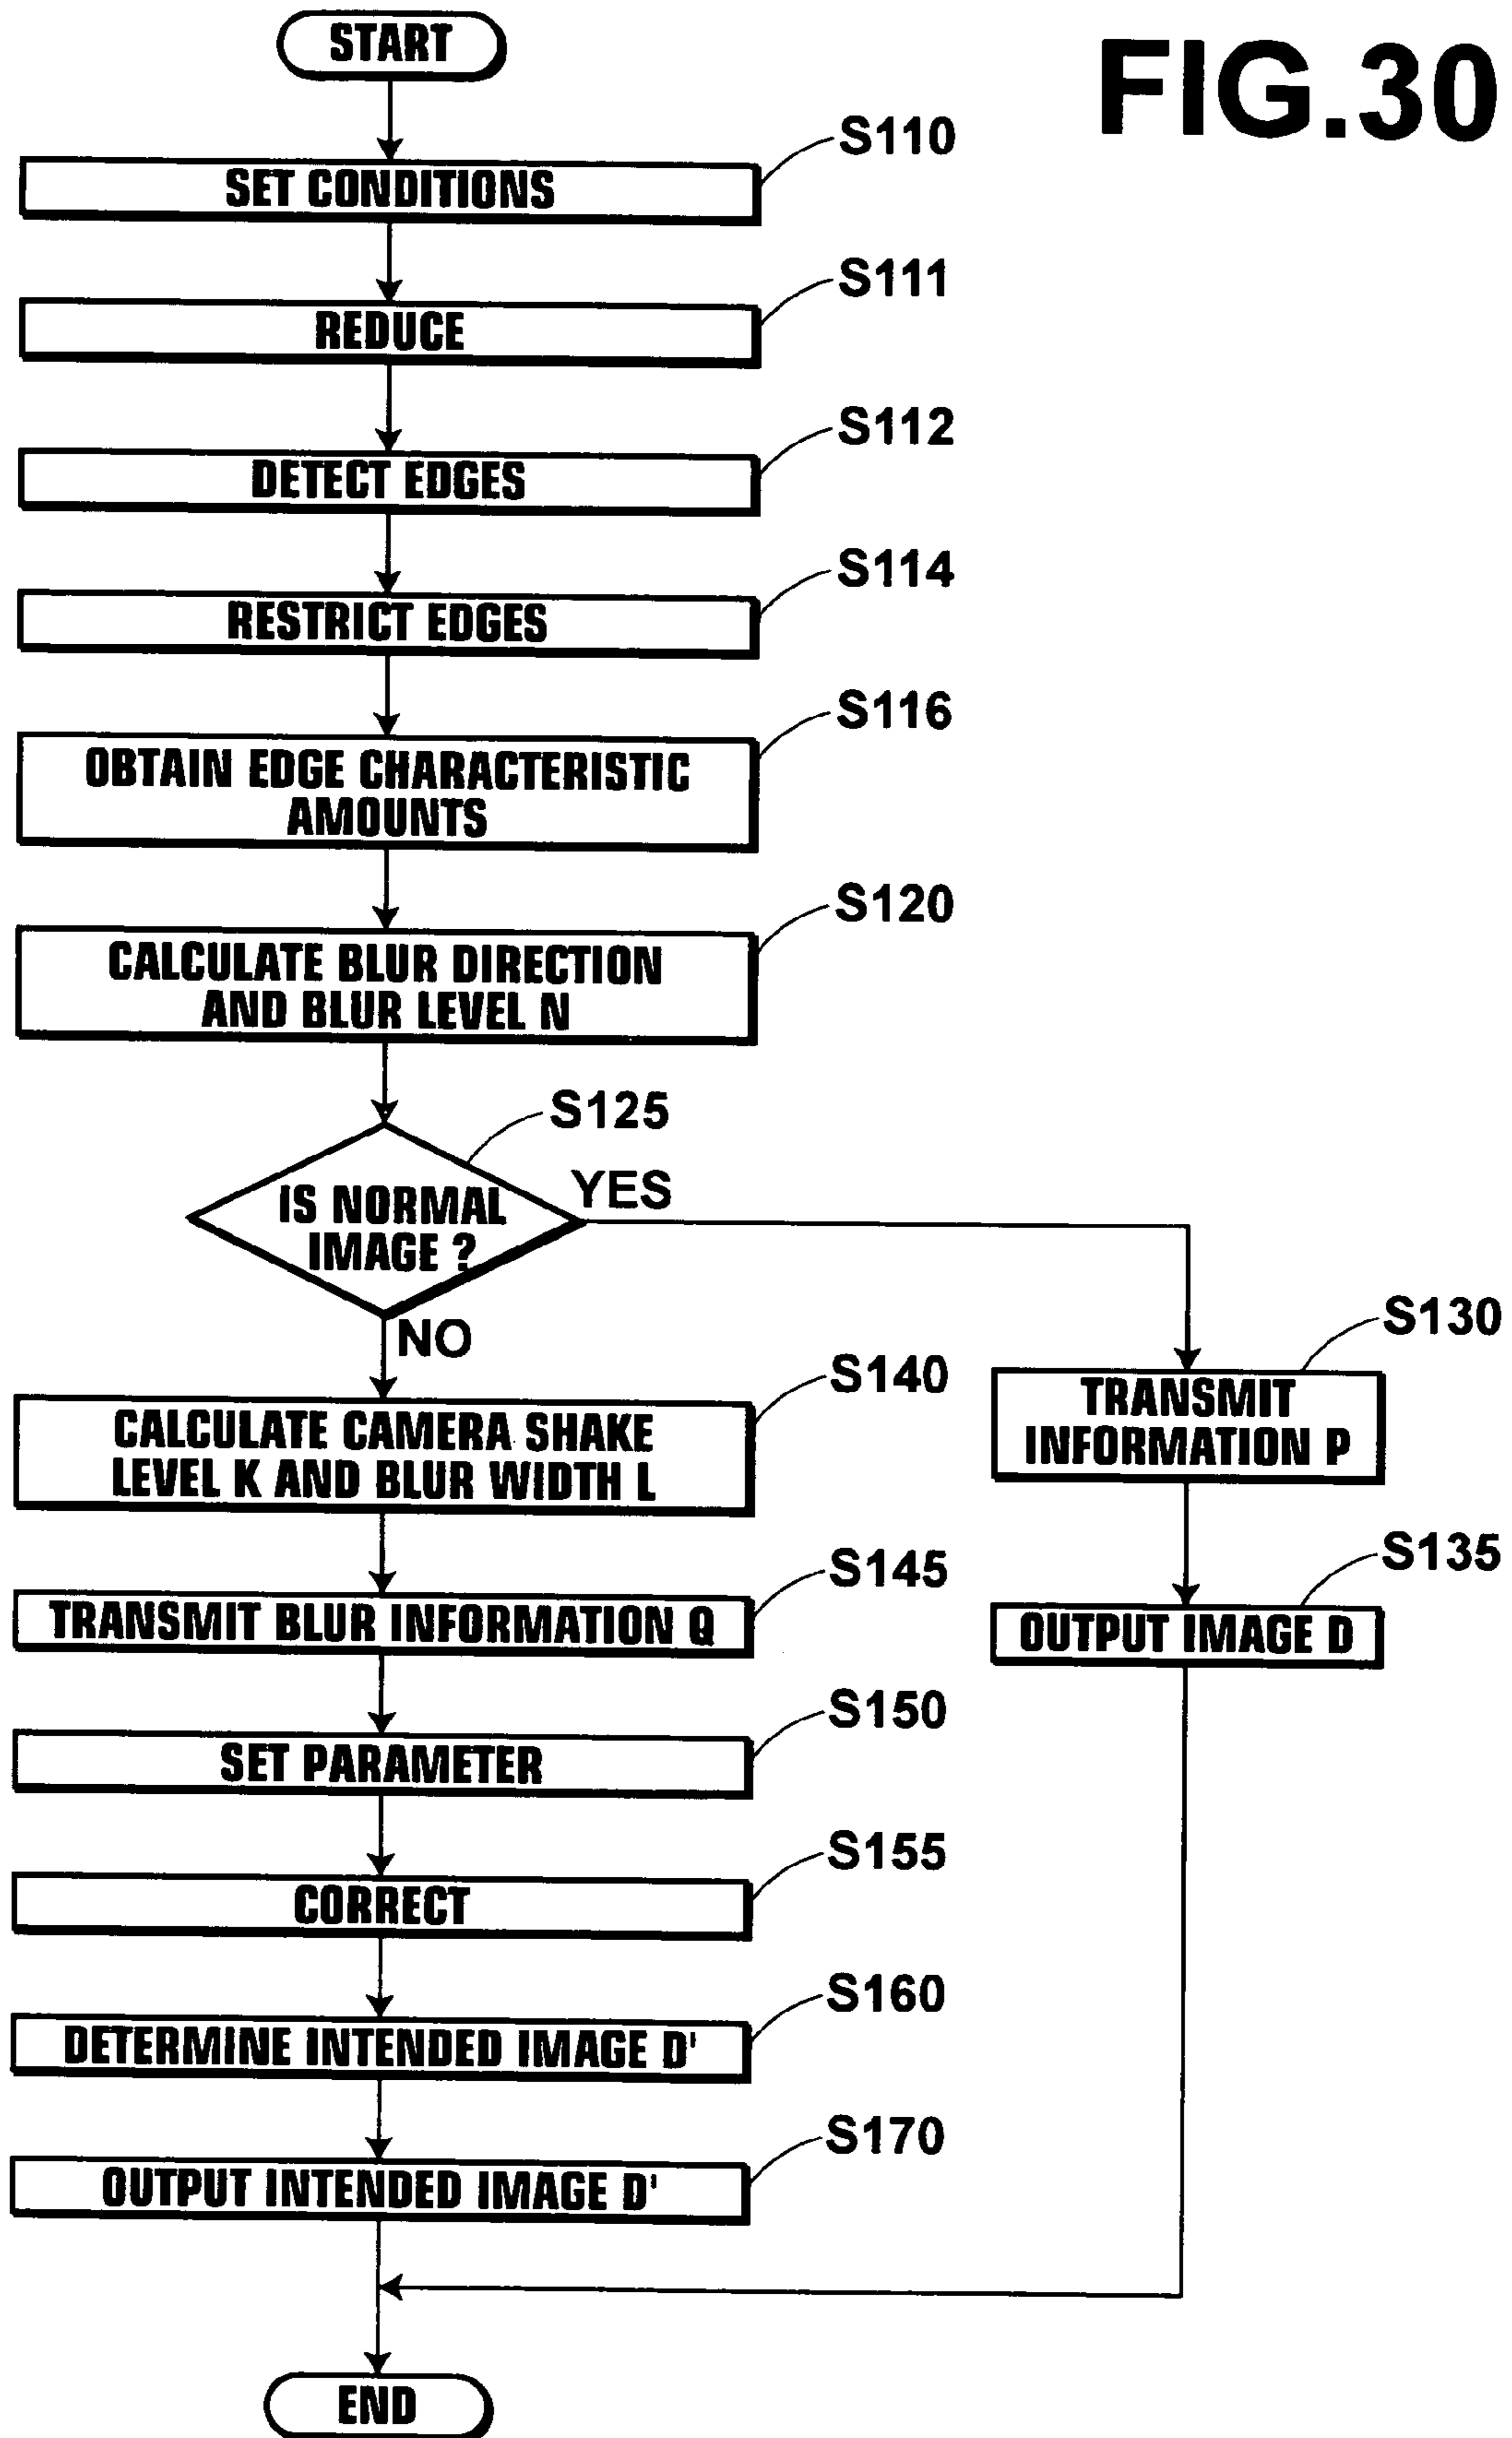 FIG.30
START
S110
SET CONDITIONS
S111
REDUCE
S112
DETECT EDGES
S114
RESTRICT EDGES
S116
OBTAIN EDGE CHARACTERISTIC
AMOUNTS
S120
CALCULATE BLUR DIRECTION
AND BLUR LEVEL N
S125
IS NORMAL
IMAGE ?
YES
NO
S130
TRANSMIT
INFORMATION P
S135
OUTPUT IMAGE D
S140
CALCULATE CAMERA SHAKE
LEVEL K AND BLUR WIDTH L
S145
TRANSMIT BLUR INFORMATION Q
S150
SET PARAMETER
S155
CORRECT
S160
DETERMINE INTENDED IMAGE D'
S170
OUTPUT INTENDED IMAGE D'
END